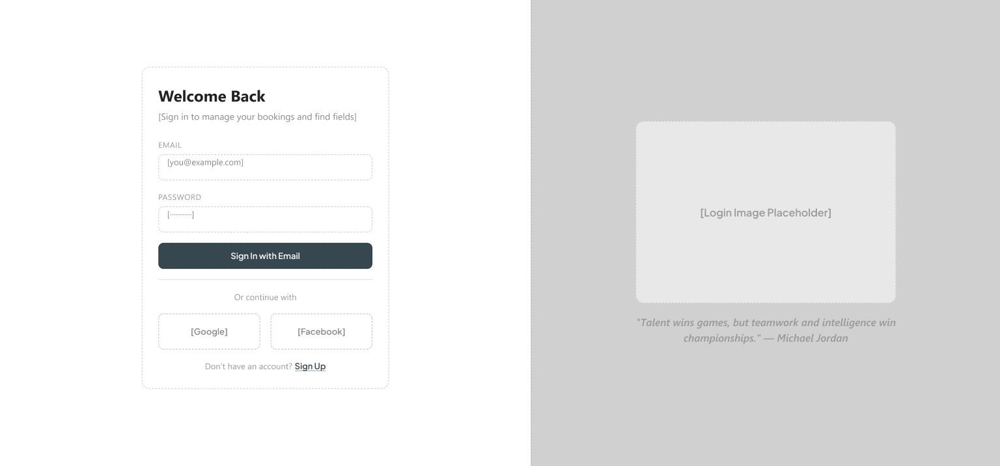 Welcome Back
[Sign in to manage your bookings and find fields]
EMAIL
[you@example.com]
PASSWORD
[············]
Sign In with Email
Or continue with
[Google]
[Facebook]
Don't have an account? Sign Up
[Login Image Placeholder]
"Talent wins games, but teamwork and intelligence win
championships." — Michael Jordan